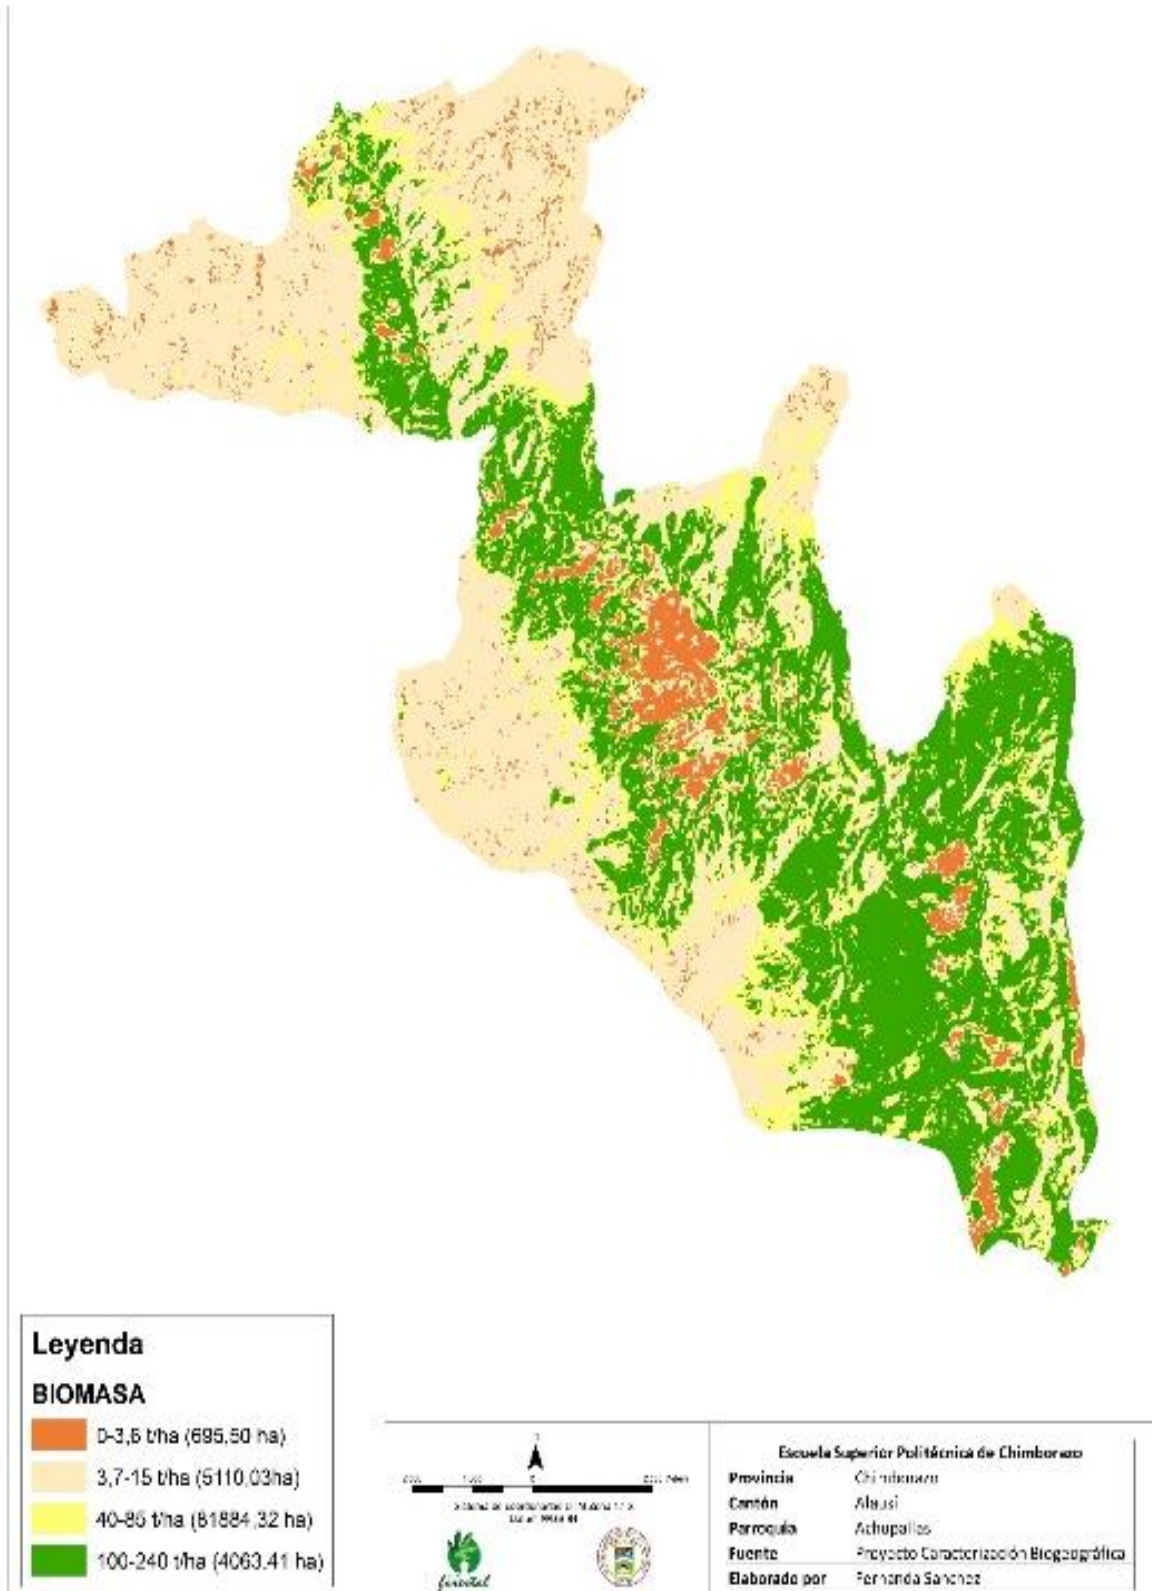 Leyenda
BIOMASA
0-3,6 t/ha (695,50 ha)
3,7-15 t/ha (5110,03ha)
40-85 t/ha (81884,32 ha)
100-240 t/ha (4063.41 ha)
forestal
Escuela Superior Politécnica de Chimborazo
Provincia Chimborazo
Cantón Alausí
Parroquia Achupallas
Fuente Proyecto Caracterización Biogeográfica
Elaborado por Fernanda Sanchez